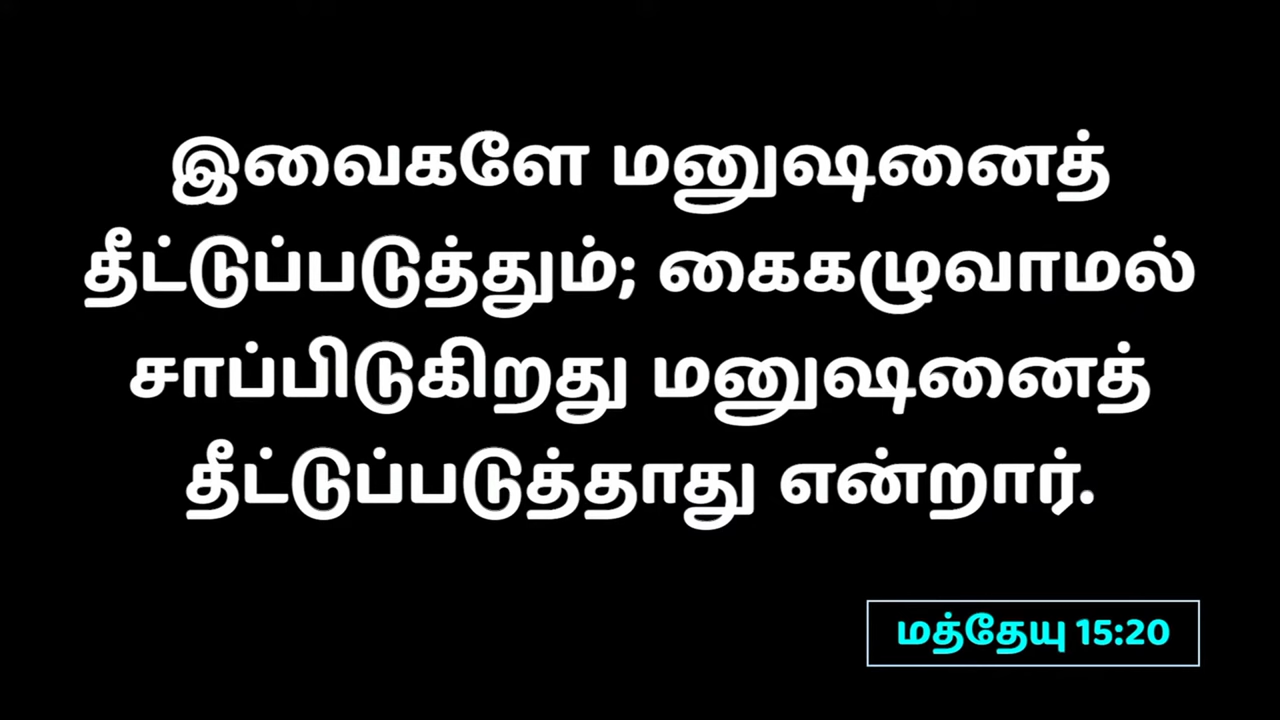 இவைகளே மனுஷனைத்
தீட்டுப்படுத்தும்; கைகழுவாமல்
சாப்பிடுகிறது மனுஷனைத்
தீட்டுப்படுத்தாது என்றார்.
மத்தேயு 15:20